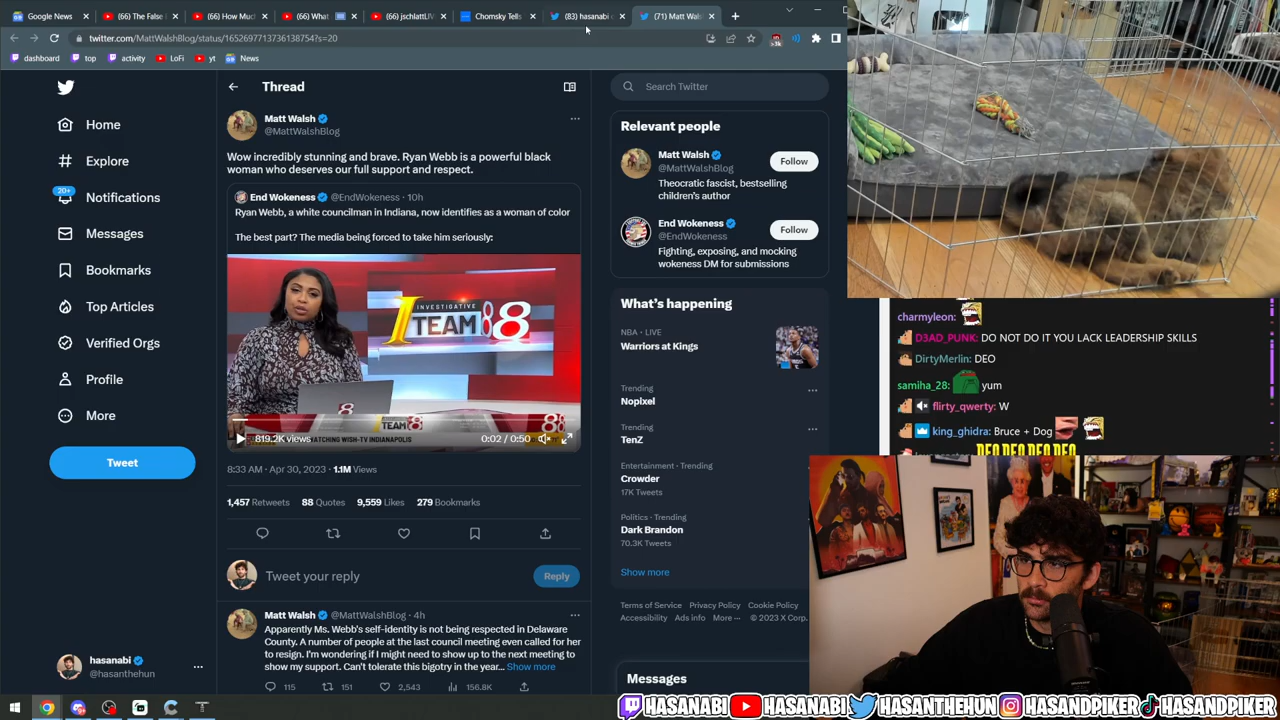 Google News
(66) The False
(66) How Muc
(66) What
(66) jschlattLIV
Chomsky Tells
(83) hasanabi
(71) Matt Wals
twitter.com/MattWalshBlog/status/1652697713736138754?s=20
dashboard
top
activity
LoFi
yt
News
Home
Explore
20+
Notifications
Messages
Bookmarks
Top Articles
Verified Orgs
Profile
More
Tweet
hasanabi
@hasanthehun
Thread
Matt Walsh
@MattWalshBlog
Wow incredibly stunning and brave. Ryan Webb is a powerful black
woman who deserves our full support and respect.
End Wokeness @EndWokeness · 10h
Ryan Webb, a white councilman in Indiana, now identifies as a woman of color
The best part? The media being forced to take him seriously:
INVESTIGATIVE
I TEAM 8
8
TEAM 8
819.2K views
WATCHING WISH-TV INDIANAPOLIS
0:02 / 0:50
8:33 AM · Apr 30, 2023 · 1.1M Views
1,457 Retweets 88 Quotes 9,559 Likes 279 Bookmarks
Tweet your reply
Reply
Matt Walsh @MattWalshBlog · 4h
Apparently Ms. Webb's self-identity is not being respected in Delaware
County. A number of people at the last council meeting even called for her
to resign. I'm wondering if I might need to show up to the next meeting to
show my support. Can't tolerate this bigotry in the year... Show more
115 151 2,543 156.8K
Search Twitter
Relevant people
Matt Walsh
@MattWalshBlog
Follow
Theocratic fascist, bestselling
children's author
End Wokeness
@EndWokeness
Follow
Fighting, exposing, and mocking
wokeness DM for submissions
What's happening
NBA · LIVE
Warriors at Kings
Trending
Nopixel
Trending
TenZ
Entertainment · Trending
Crowder
17K Tweets
Politics · Trending
Dark Brandon
70.3K Tweets
Show more
Terms of Service Privacy Policy Cookie Policy
Accessibility Ads info More ··· © 2023 X Corp.
Messages
charmyleon:
D3AD_PUNK: DO NOT DO IT YOU LACK LEADERSHIP SKILLS
DirtyMerlin: DEO
samiha_28: yum
flirty_qwerty: W
king_ghidra: Bruce + Dog
DEO DEO DEO DEO
HASANABI HASANABI HASANTHEHUN HASANDPIKER HASANDPIKER